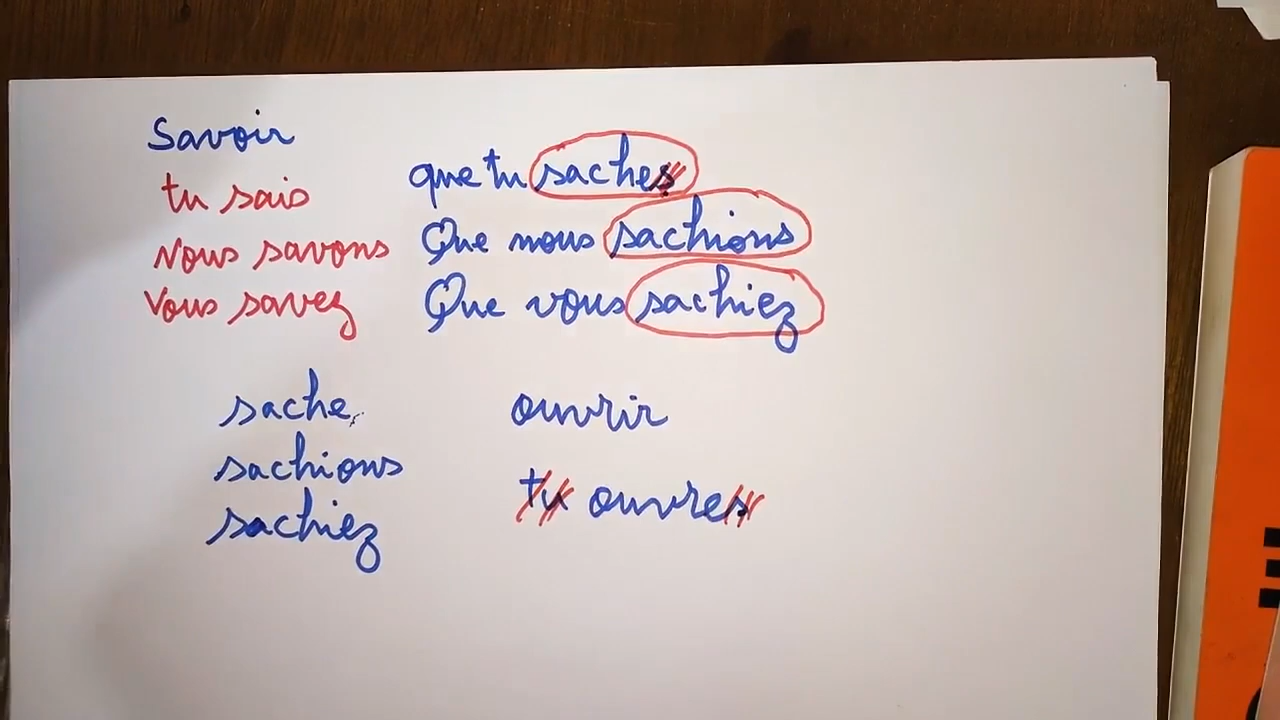 Savoir
tu sais
Nous savons
Vous savez
que tu saches
Que nous sachions
Que vous sachiez
sache
sachions
sachiez
ouvrir
tu ouvres